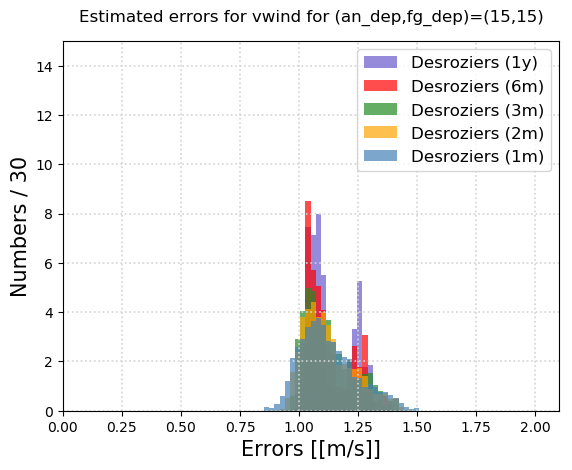 Estimated errors for vwind for (an_dep,fg_dep)=(15,15)
Desroziers (1y)
Desroziers (6m)
Desroziers (3m)
Desroziers (2m)
Desroziers (1m)
Numbers / 30
14
12
10
8
6
4
2
0
0.00 0.25 0.50 0.75 1.00 1.25 1.50 1.75 2.00
Errors [[m/s]]